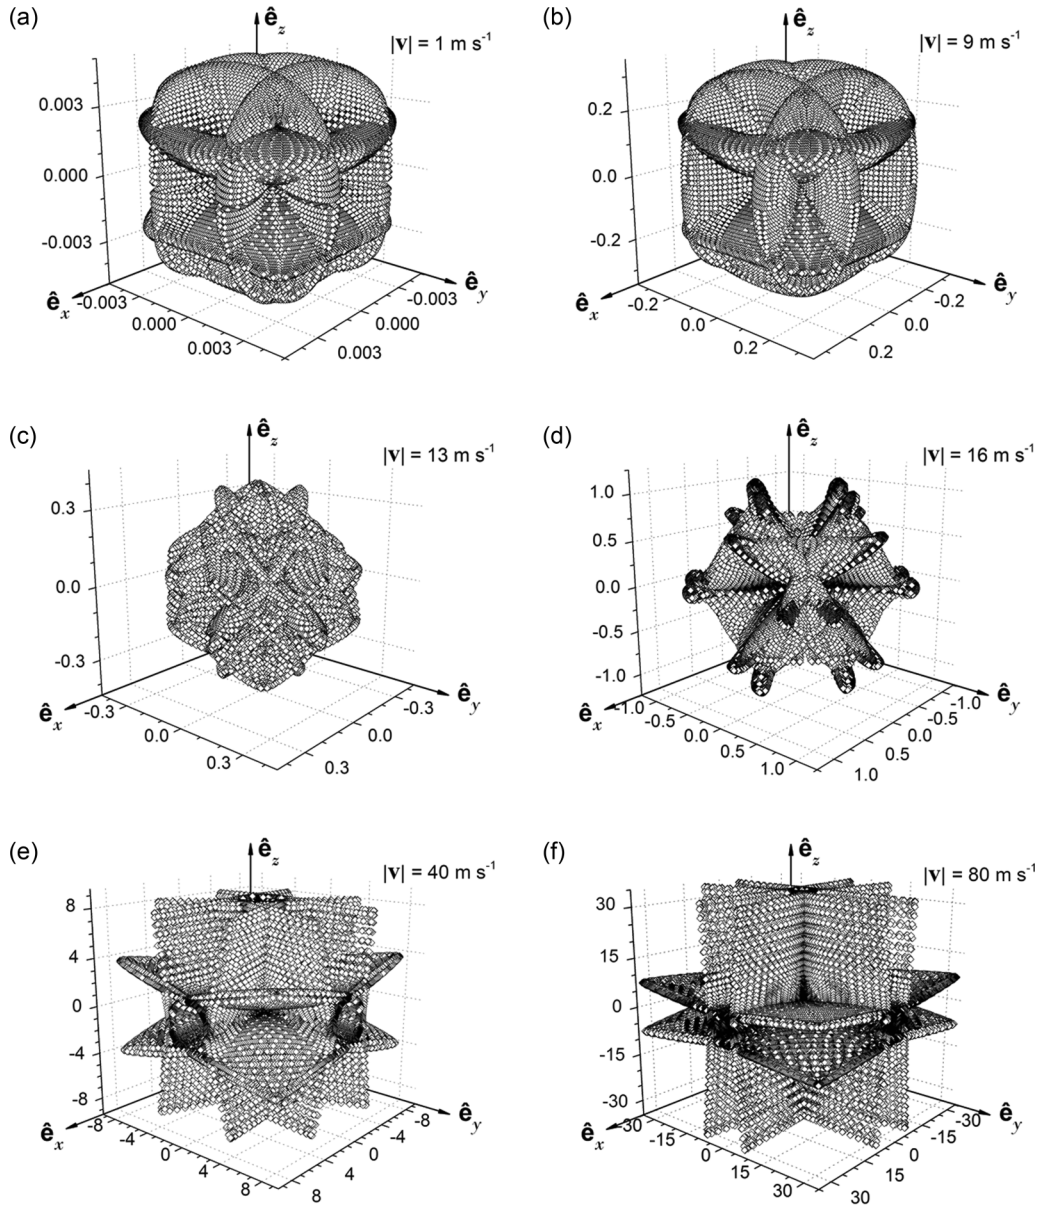 (a)
ê_z
|v| = 1 m s⁻¹
0.003
0.000
-0.003
ê_x
-0.003
0.000
0.003
ê_y
-0.003
0.000
0.003
(b)
ê_z
|v| = 9 m s⁻¹
0.2
0.0
-0.2
ê_x
-0.2
0.0
0.2
ê_y
-0.2
0.0
0.2
(c)
ê_z
|v| = 13 m s⁻¹
0.3
0.0
-0.3
ê_x
-0.3
0.0
0.3
ê_y
-0.3
0.0
0.3
(d)
ê_z
|v| = 16 m s⁻¹
1.0
0.5
0.0
-0.5
-1.0
ê_x
-1.0
-0.5
0.0
0.5
1.0
ê_y
-1.0
-0.5
0.0
0.5
1.0
(e)
ê_z
|v| = 40 m s⁻¹
8
4
0
-4
-8
ê_x
-8
-4
0
4
8
ê_y
-8
-4
0
4
8
(f)
ê_z
|v| = 80 m s⁻¹
30
15
0
-15
-30
ê_x
-30
-15
0
15
30
ê_y
-30
-15
0
15
30